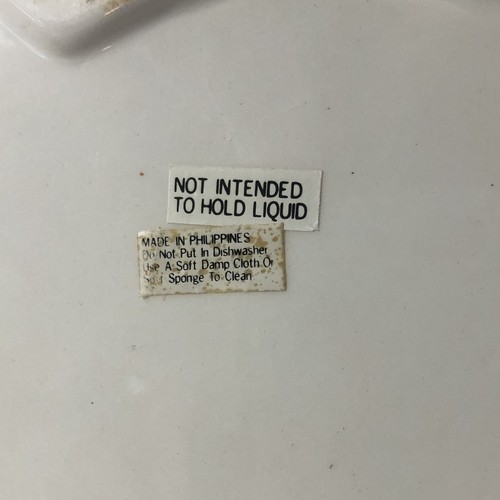 NOT INTENDED
TO HOLD LIQUID
MADE IN PHILIPPINES
Do Not Put In Dishwasher
Use A Soft Damp Cloth Or
Sponge To Clean